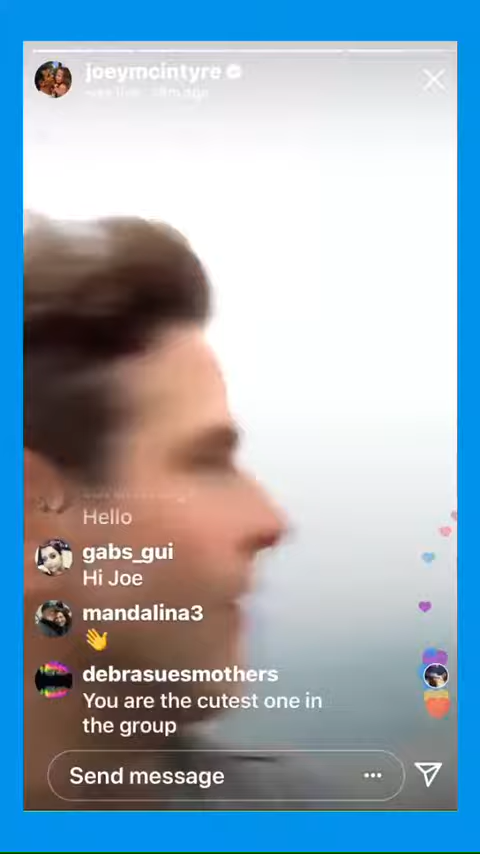 joeymcintyre
Hello
gabs_gui
Hi Joe
mandalina3
👋
debrasuesmothers
You are the cutest one in
the group
Send message